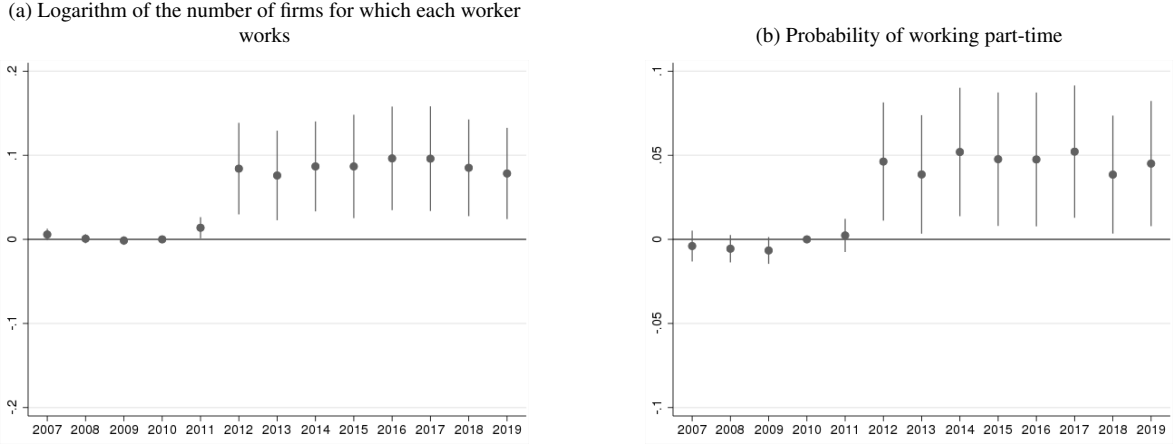 (a) Logarithm of the number of firms for which each worker
works
.2
.1
0
-.1
-.2
2007 2008 2009 2010 2011 2012 2013 2014 2015 2016 2017 2018 2019
(b) Probability of working part-time
.1
.05
0
-.05
-.1
2007 2008 2009 2010 2011 2012 2013 2014 2015 2016 2017 2018 2019